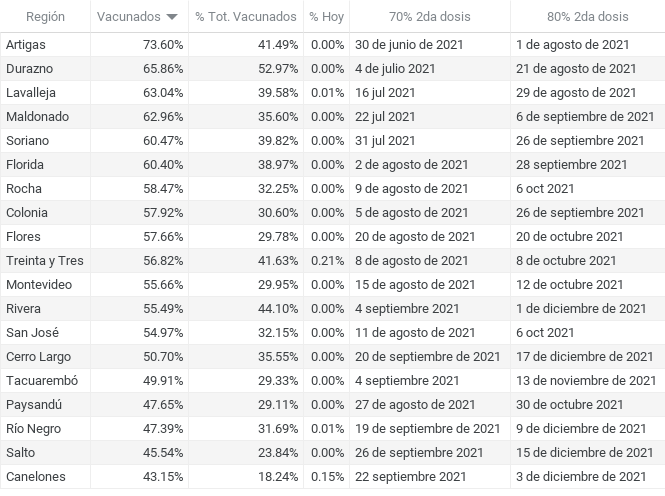 Región Vacunados % Tot. Vacunados % Hoy 70% 2da dosis 80% 2da dosis
Artigas 73.60% 41.49% 0.00% 30 de junio de 2021 1 de agosto de 2021
Durazno 65.86% 52.97% 0.00% 4 de julio 2021 21 de agosto de 2021
Lavalleja 63.04% 39.58% 0.01% 16 jul 2021 29 de agosto de 2021
Maldonado 62.96% 35.60% 0.00% 22 jul 2021 6 de septiembre de 2021
Soriano 60.47% 39.82% 0.00% 31 jul 2021 26 de septiembre 2021
Florida 60.40% 38.97% 0.00% 2 de agosto de 2021 28 septiembre 2021
Rocha 58.47% 32.25% 0.00% 9 de agosto de 2021 6 oct 2021
Colonia 57.92% 30.60% 0.00% 5 de agosto de 2021 26 de septiembre 2021
Flores 57.66% 29.78% 0.00% 20 de agosto de 2021 20 de octubre 2021
Treinta y Tres 56.82% 41.63% 0.21% 8 de agosto de 2021 8 de octubre 2021
Montevideo 55.66% 29.95% 0.00% 15 de agosto de 2021 12 de octubre 2021
Rivera 55.49% 44.10% 0.00% 4 septiembre 2021 1 de diciembre de 2021
San José 54.97% 32.15% 0.00% 11 de agosto de 2021 6 oct 2021
Cerro Largo 50.70% 35.55% 0.00% 20 de septiembre de 2021 17 de diciembre de 2021
Tacuarembó 49.91% 29.33% 0.00% 4 septiembre 2021 13 de noviembre de 2021
Paysandú 47.65% 29.11% 0.00% 27 de agosto de 2021 30 de octubre 2021
Río Negro 47.39% 31.69% 0.01% 19 de septiembre de 2021 9 de diciembre de 2021
Salto 45.54% 23.84% 0.00% 26 de septiembre 2021 15 de diciembre de 2021
Canelones 43.15% 18.24% 0.15% 22 septiembre 2021 3 de diciembre de 2021